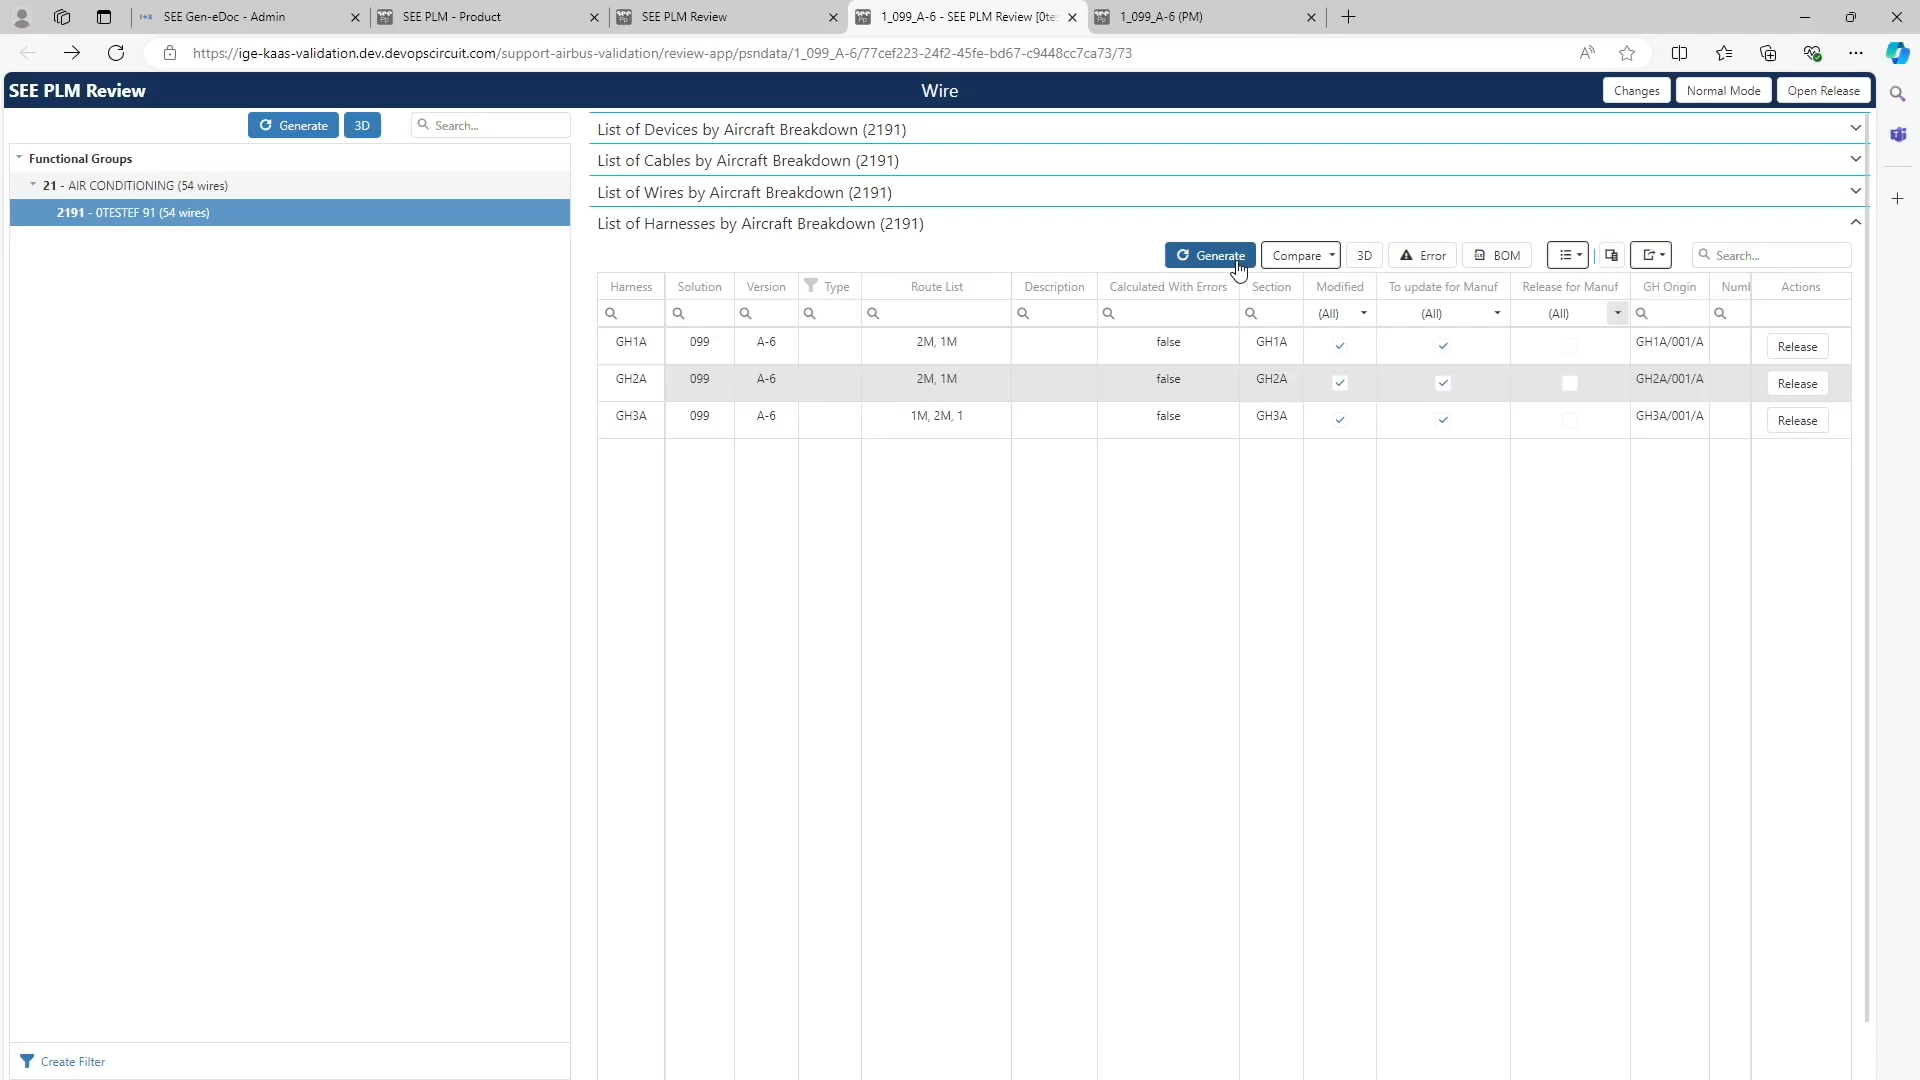 SEE Gen-eDoc - Admin
SEE PLM - Product
SEE PLM Review
1_099_A-6 - SEE PLM Review [0te
1_099_A-6 (PM)
https://ige-kaas-validation.dev.devopscircuit.com/support-airbus-validation/review-app/psndata/1_099_A-6/77cef223-24f2-45fe-bd67-c9448cc7ca73/73
SEE PLM Review
Wire
Changes
Normal Mode
Open Release
Generate
3D
Search...
Functional Groups
21 - AIR CONDITIONING (54 wires)
2191 - 0TESTEF 91 (54 wires)
Create Filter
List of Devices by Aircraft Breakdown (2191)
List of Cables by Aircraft Breakdown (2191)
List of Wires by Aircraft Breakdown (2191)
List of Harnesses by Aircraft Breakdown (2191)
Generate Compare 3D Error BOM Search...
Harness Solution Version Type Route List Description Calculated With Errors Section Modified To update for Manuf Release for Manuf GH Origin Numl Actions
(All) (All) (All)
GH1A 099 A-6 2M, 1M false GH1A GH1A/001/A Release
GH2A 099 A-6 2M, 1M false GH2A GH2A/001/A Release
GH3A 099 A-6 1M, 2M, 1 false GH3A GH3A/001/A Release